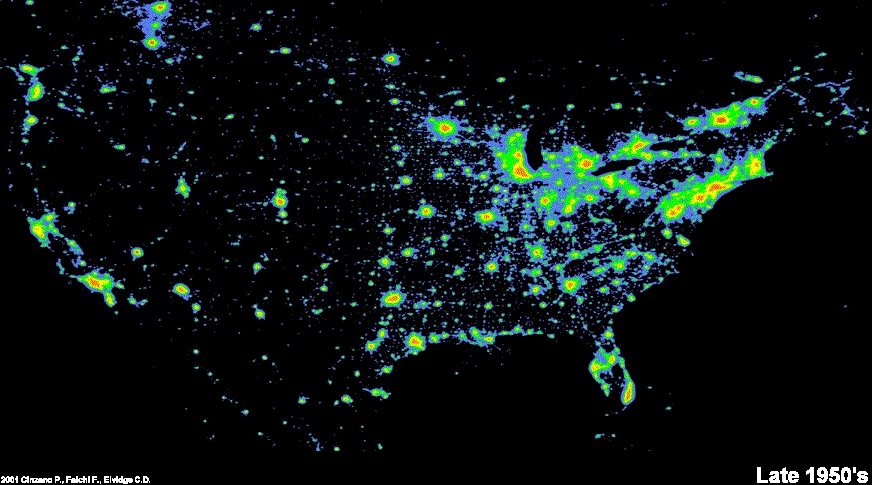 2001 Cinzano P., Falchi F., Elvidge C.D.
Late 1950's